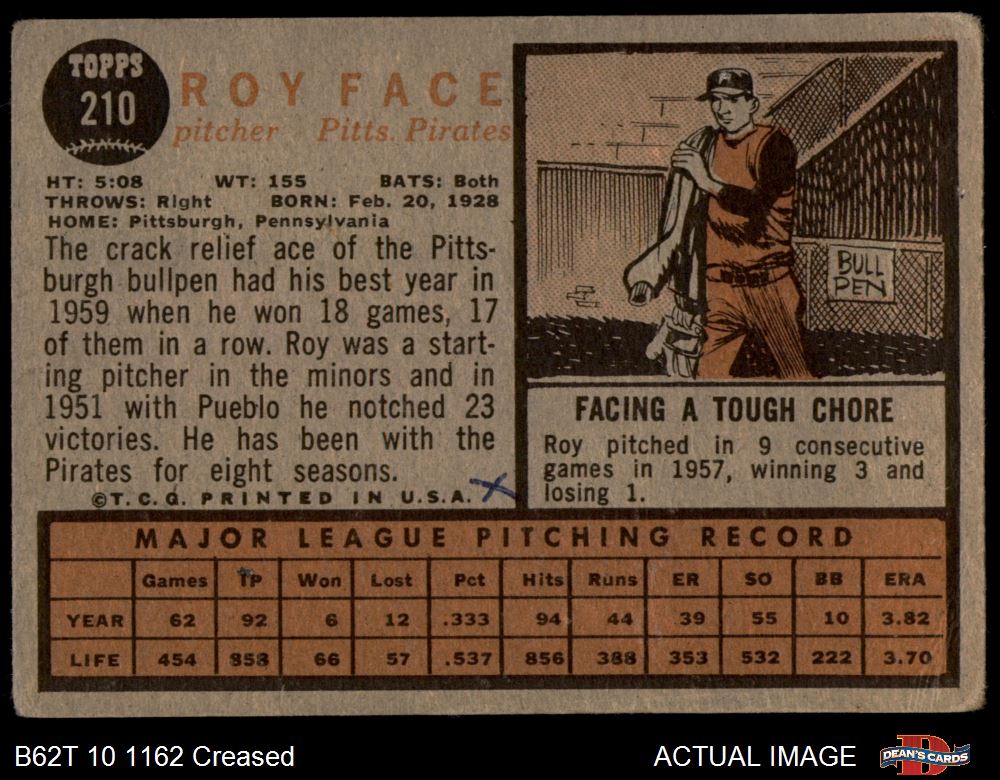 TOPPS
210
ROY FACE
pitcher Pitts. Pirates
HT: 5:08 WT: 155 BATS: Both
THROWS: Right BORN: Feb. 20, 1928
HOME: Pittsburgh, Pennsylvania
The crack relief ace of the Pitts-
burgh bullpen had his best year in
1959 when he won 18 games, 17
of them in a row. Roy was a start-
ing pitcher in the minors and in
1951 with Pueblo he notched 23
victories. He has been with the
Pirates for eight seasons.
©T.C.G. PRINTED IN U.S.A.
BULL
PEN
FACING A TOUGH CHORE
Roy pitched in 9 consecutive
games in 1957, winning 3 and
losing 1.
MAJOR LEAGUE PITCHING RECORD
Games IP Won Lost Pct Hits Runs ER SO BB ERA
YEAR 62 92 6 12 .333 94 44 39 55 10 3.82
LIFE 454 858 66 57 .537 856 388 353 532 222 3.70
B62T 10 1162 Creased
ACTUAL IMAGE
DEAN'S CARDS